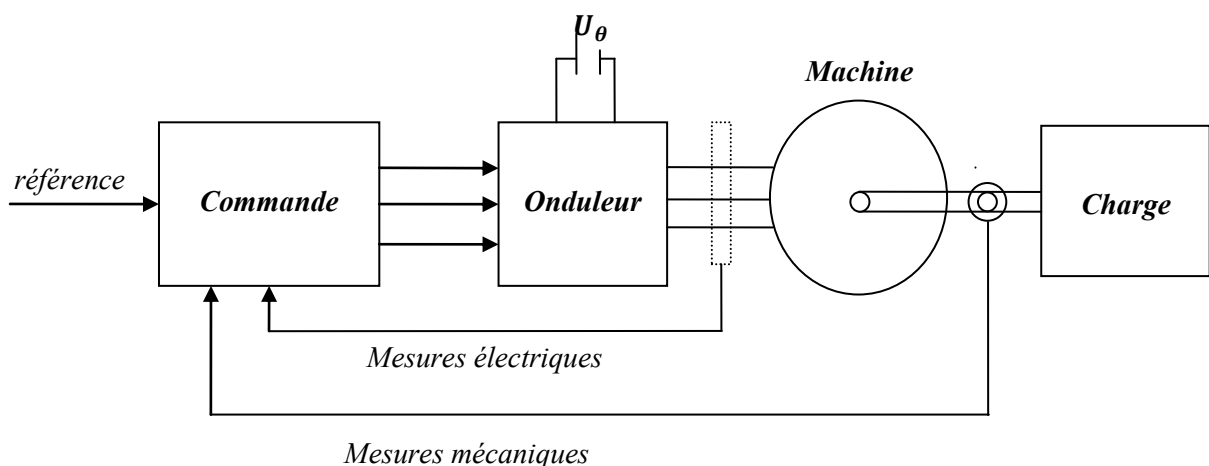 U_θ
Machine
référence
Commande
Onduleur
Charge
Mesures électriques
Mesures mécaniques